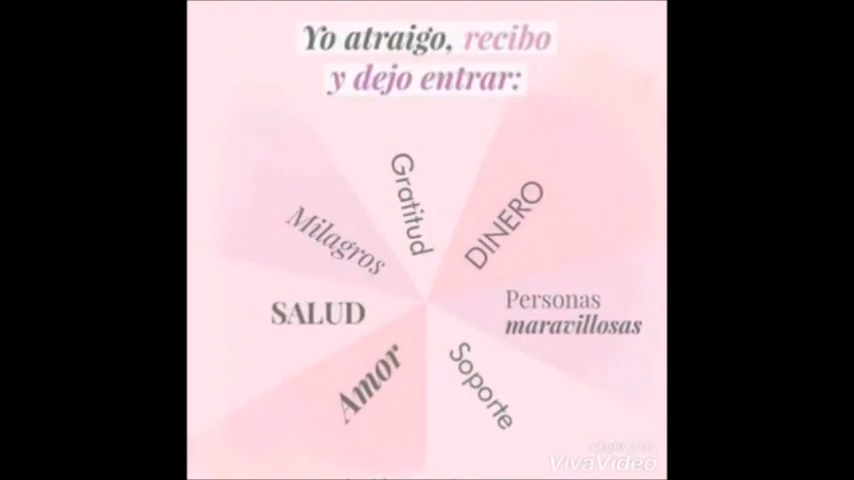 Yo atraigo, recibo
y dejo entrar:
Gratitud
DINERO
Milagros
Personas
maravillosas
SALUD
Amor
Soporte
VivaVideo